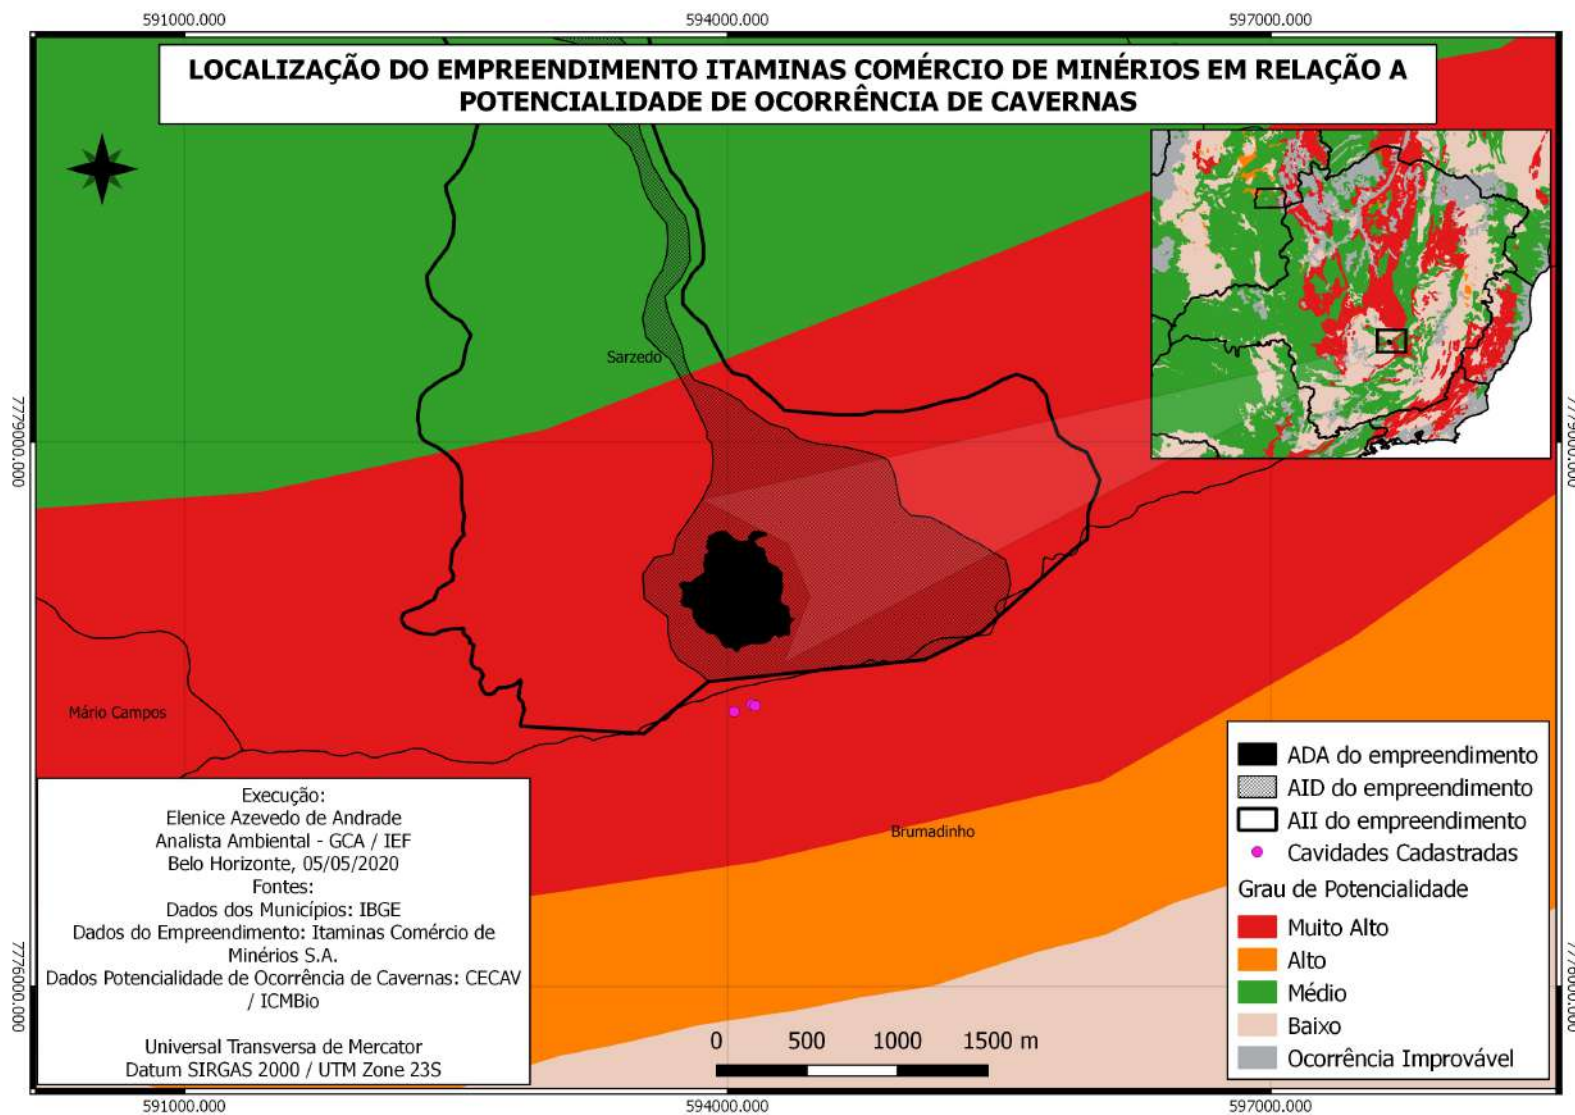 591000.000
594000.000
597000.000
LOCALIZAÇÃO DO EMPREENDIMENTO ITAMINAS COMÉRCIO DE MINÉRIOS EM RELAÇÃO A
POTENCIALIDADE DE OCORRÊNCIA DE CAVERNAS
Sarzedo
7779000.000
7779000.000
Mário Campos
Brumadinho
ADA do empreendimento
AID do empreendimento
AII do empreendimento
Cavidades Cadastradas
Grau de Potencialidade
Muito Alto
Alto
Médio
Baixo
Ocorrência Improvável
Execução:
Elenice Azevedo de Andrade
Analista Ambiental - GCA / IEF
Belo Horizonte, 05/05/2020
Fontes:
Dados dos Municípios: IBGE
Dados do Empreendimento: Itaminas Comércio de
Minérios S.A.
Dados Potencialidade de Ocorrência de Cavernas: CECAV
/ ICMBio
Universal Transversa de Mercator
Datum SIRGAS 2000 / UTM Zone 23S
7776000.000
7776000.000
0 500 1000 1500 m
591000.000
594000.000
597000.000